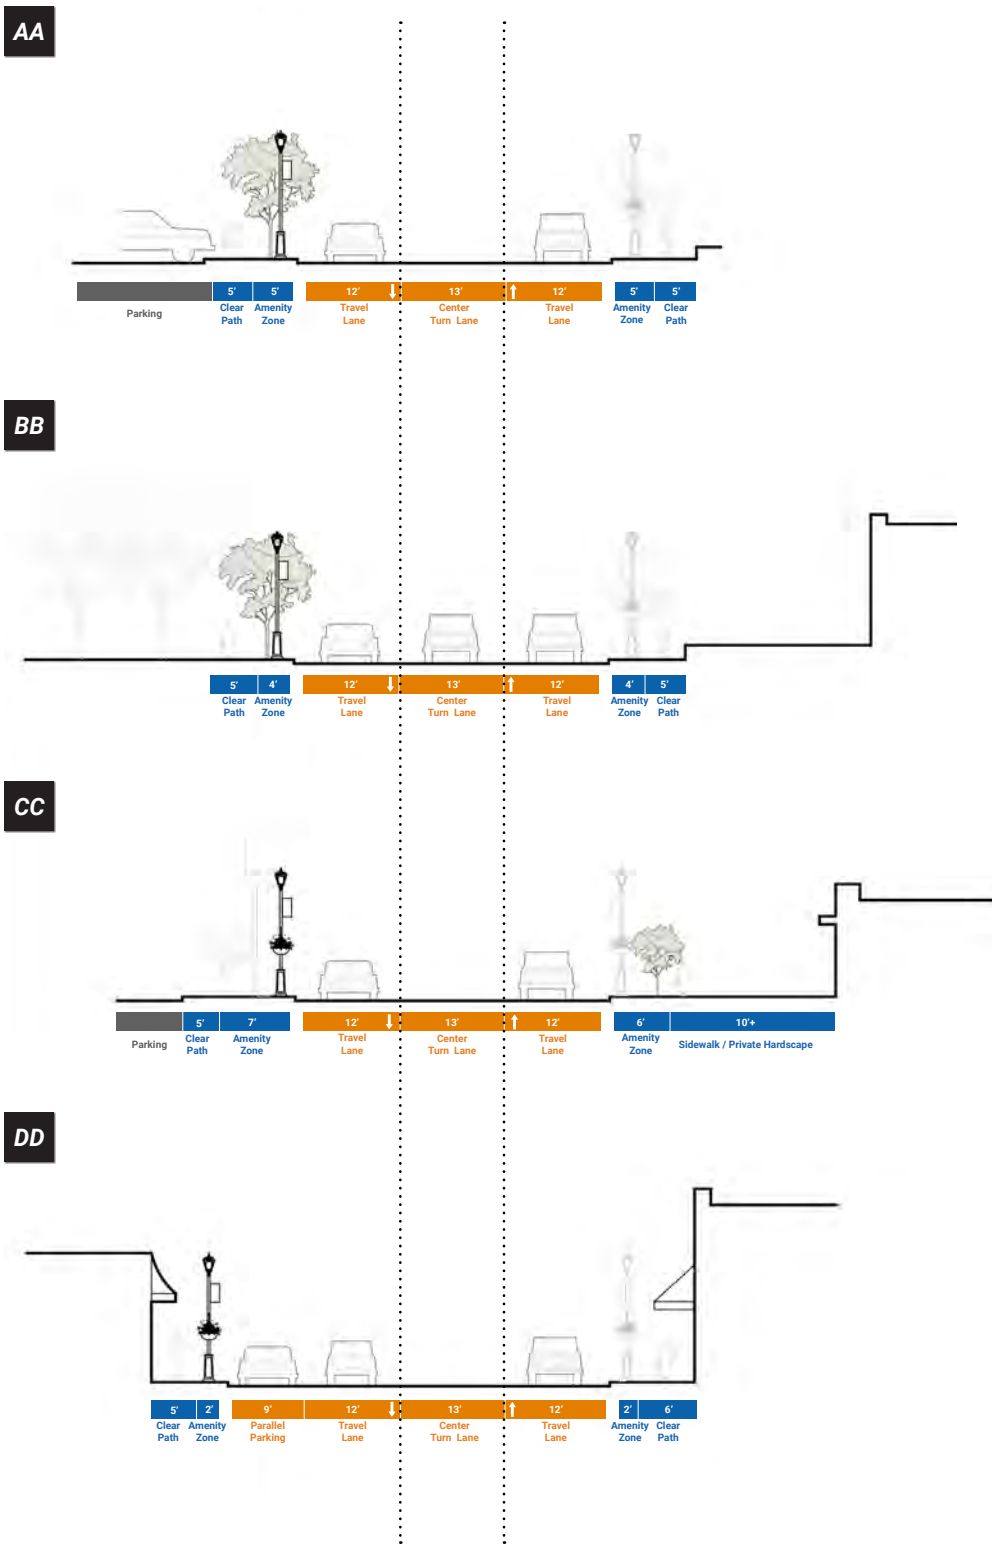 AA
5' 5' 12' 13' 12' 5' 5'
Parking
Clear Path
Amenity Zone
Travel Lane
Center Turn Lane
Travel Lane
Amenity Zone
Clear Path
BB
5' 4' 12' 13' 12' 4' 5'
Clear Path
Amenity Zone
Travel Lane
Center Turn Lane
Travel Lane
Amenity Zone
Clear Path
CC
5' 7' 12' 13' 12' 6' 10'+
Parking
Clear Path
Amenity Zone
Travel Lane
Center Turn Lane
Travel Lane
Amenity Zone
Sidewalk / Private Hardscape
DD
5' 2' 9' 12' 13' 12' 2' 6'
Clear Path
Amenity Zone
Parallel Parking
Travel Lane
Center Turn Lane
Travel Lane
Amenity Zone
Clear Path